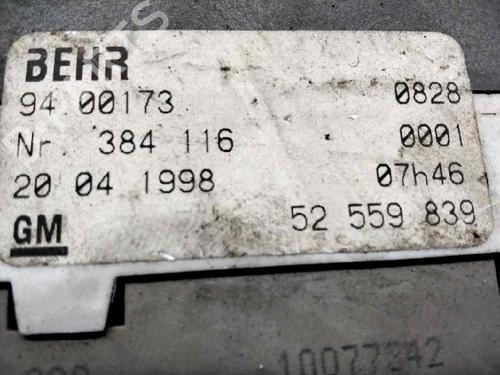 BEHR
94 00173 0828
Nr. 384 116 0001
20 04 1998 07h46
GM 52 559 839
10077342